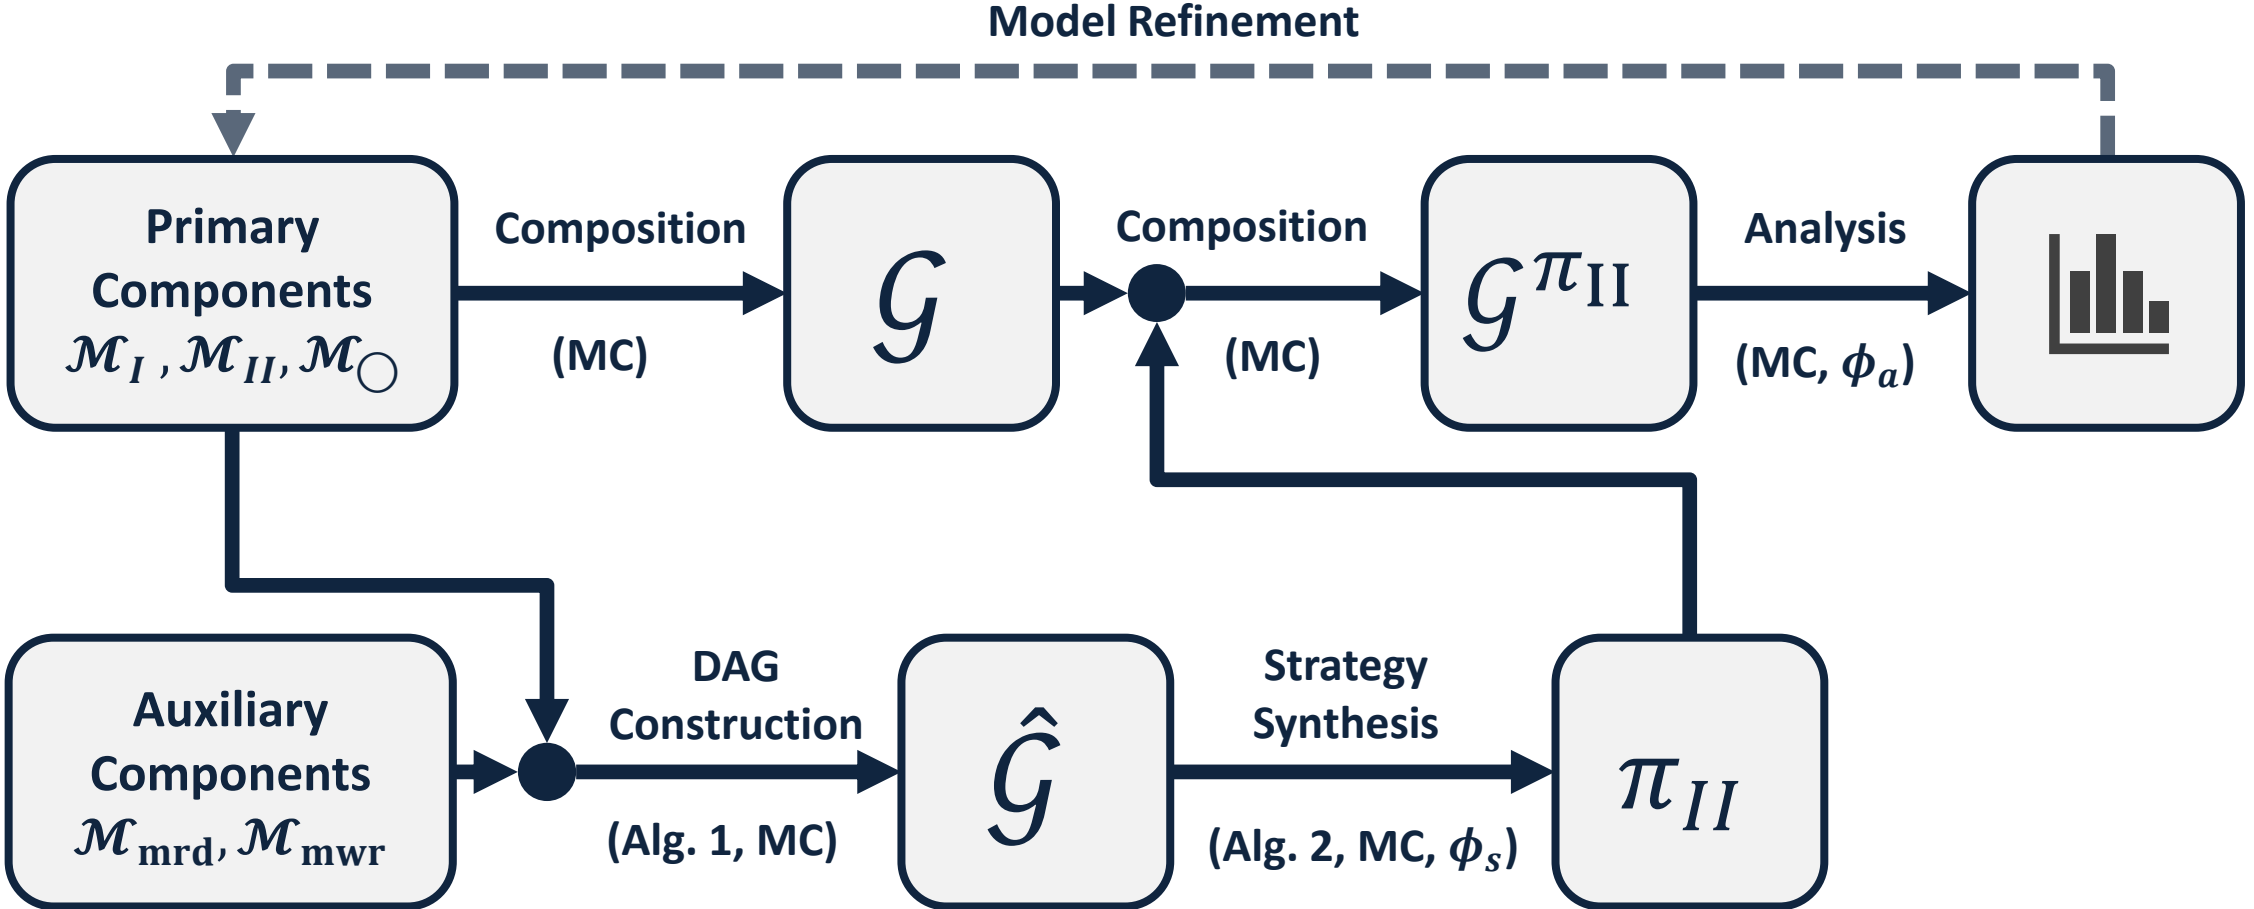 Model Refinement
Primary
Components
ℳ_I , ℳ_II, ℳ_◯
Composition
(MC)
𝒢
Composition
(MC)
𝒢^π_II
Analysis
(MC, ϕ_a)
Auxiliary
Components
ℳ_mrd, ℳ_mwr
DAG
Construction
(Alg. 1, MC)
𝒢̂
Strategy
Synthesis
(Alg. 2, MC, ϕ_s)
π_II